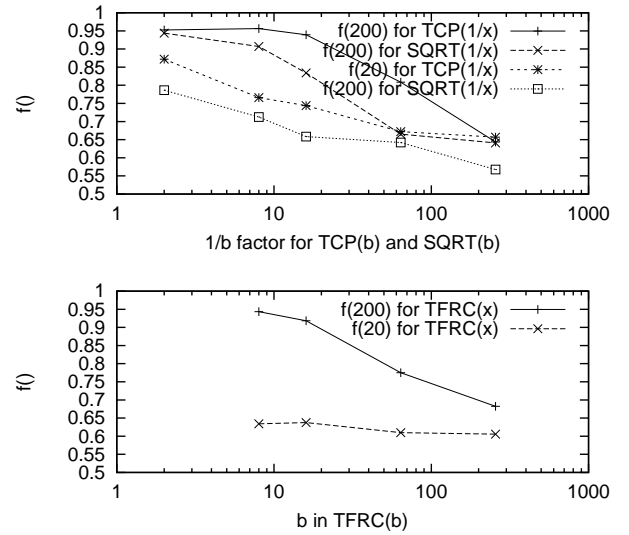 f(200) for TCP(1/x)
f(200) for SQRT(1/x)
f(20) for TCP(1/x)
f(200) for SQRT(1/x)
f()
1
0.95
0.9
0.85
0.8
0.75
0.7
0.65
0.6
0.55
0.5
1 10 100 1000
1/b factor for TCP(b) and SQRT(b)
f(200) for TFRC(x)
f(20) for TFRC(x)
f()
1
0.95
0.9
0.85
0.8
0.75
0.7
0.65
0.6
0.55
0.5
1 10 100 1000
b in TFRC(b)